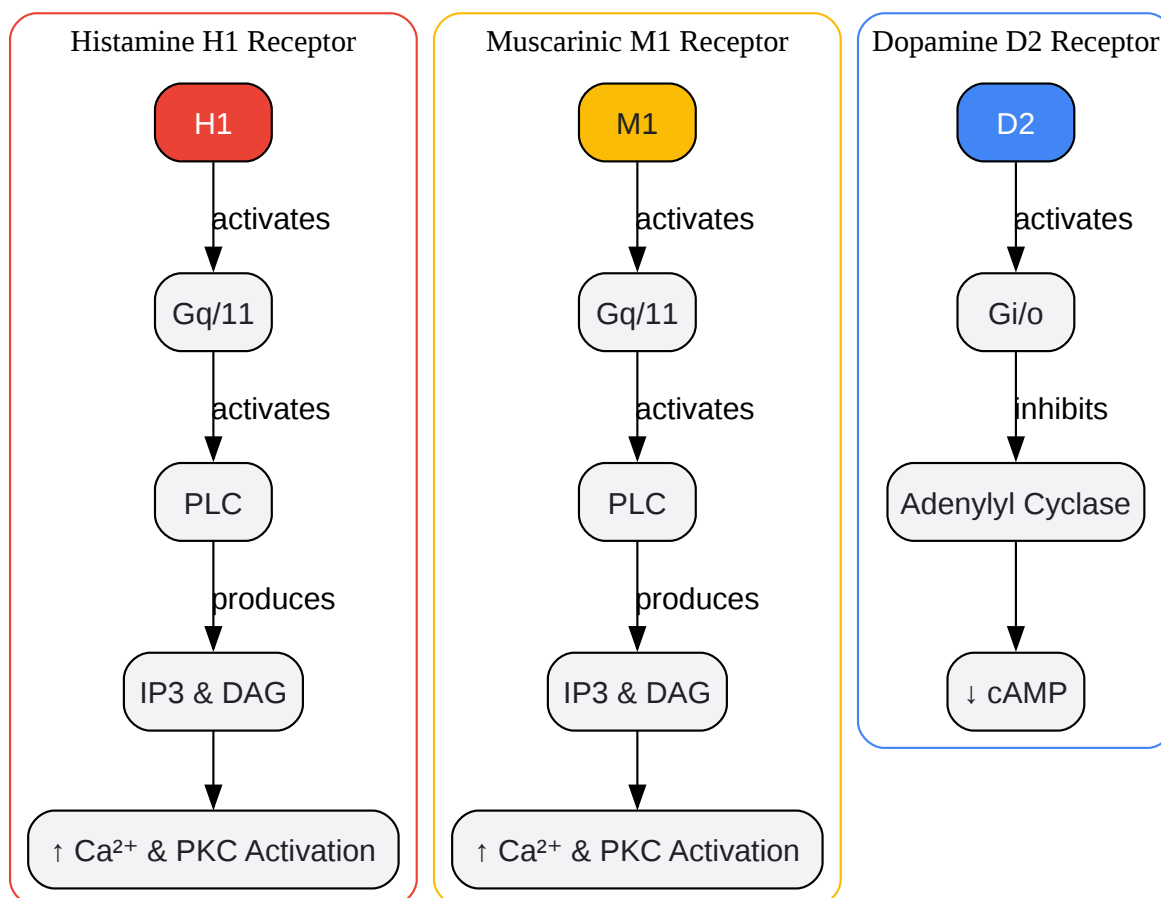 Histamine H1 Receptor
H1
activates
Gq/11
activates
PLC
produces
IP3 & DAG
↑ Ca²⁺ & PKC Activation
Muscarinic M1 Receptor
M1
activates
Gq/11
activates
PLC
produces
IP3 & DAG
↑ Ca²⁺ & PKC Activation
Dopamine D2 Receptor
D2
activates
Gi/o
inhibits
Adenylyl Cyclase
↓ cAMP